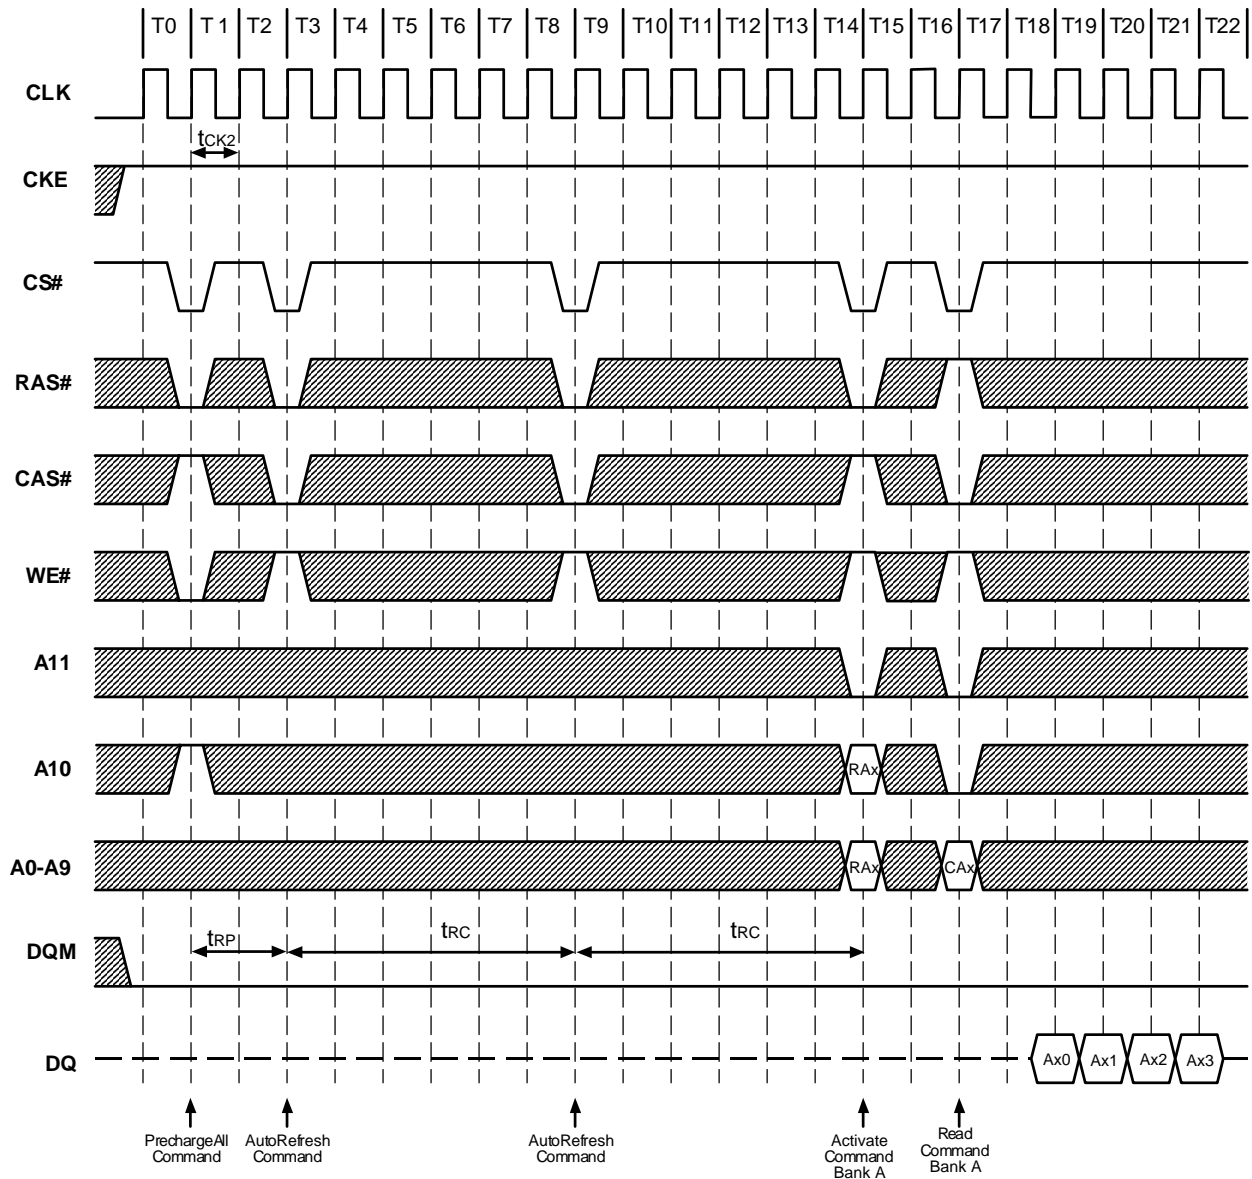 T0 T1 T2 T3 T4 T5 T6 T7 T8 T9 T10 T11 T12 T13 T14 T15 T16 T17 T18 T19 T20 T21 T22
CLK
tCK2
CKE
CS#
RAS#
CAS#
WE#
A11
A10
RAx
A0-A9
RAx CAx
DQM
tRP tRC tRC
DQ
Ax0 Ax1 Ax2 Ax3
PrechargeAll
Command
AutoRefresh
Command
AutoRefresh
Command
Activate
Command
Bank A
Read
Command
Bank A